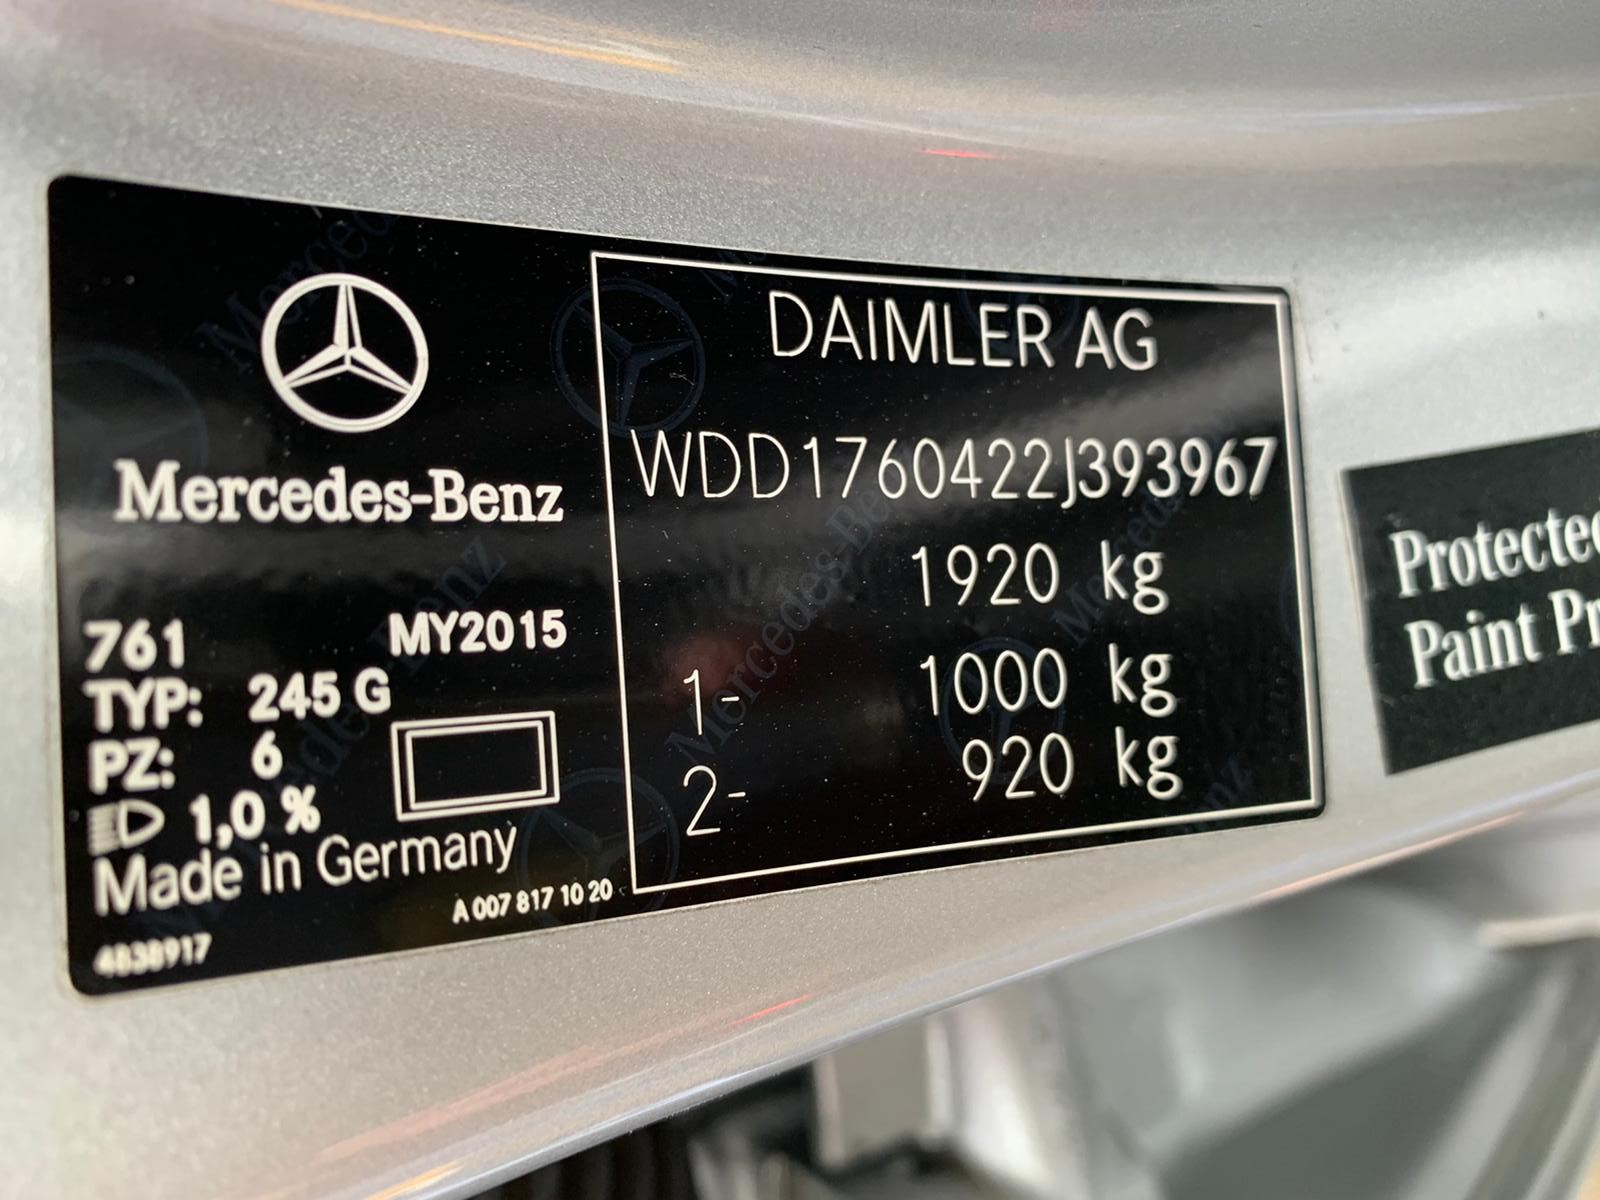 Mercedes-Benz
761 MY2015
TYP: 245 G
PZ: 6
1,0 %
Made in Germany
A 007 817 10 20
4838917
DAIMLER AG
WDD1760422J393967
1920 kg
1- 1000 kg
2- 920 kg
Protected
Paint Pr